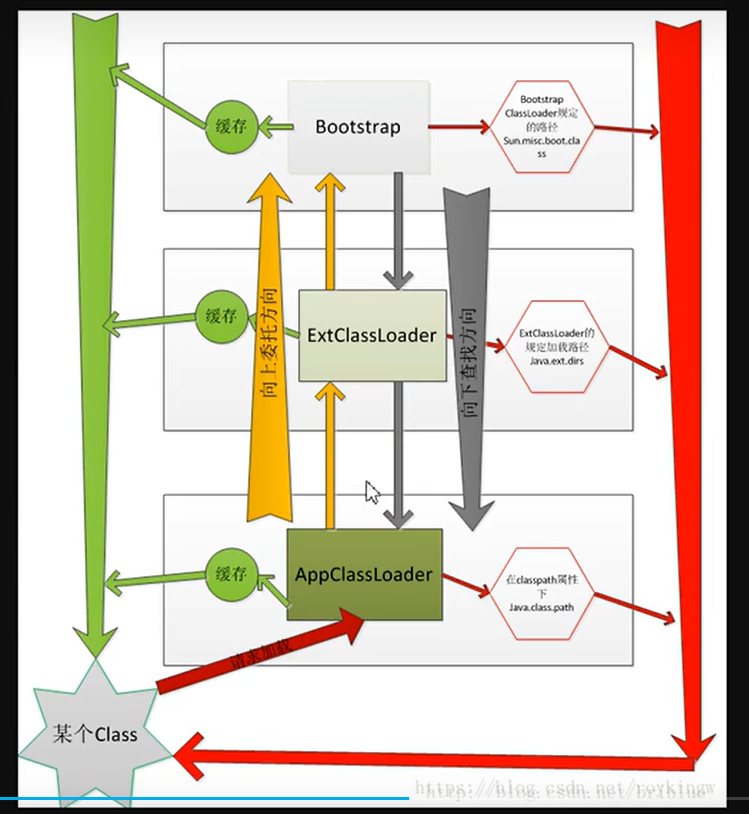 缓存
Bootstrap
Bootstrap
ClassLoader规定
的路径
Sun.misc.boot.cla
ss
向上委托方向
缓存
ExtClassLoader
向下查找方向
ExtClassLoader的
规定加载路径
Java.ext.dirs
缓存
AppClassLoader
在classpath属性
下
Java.class.path
请求加载
某个Class
https://blog.csdn.net/roykingw